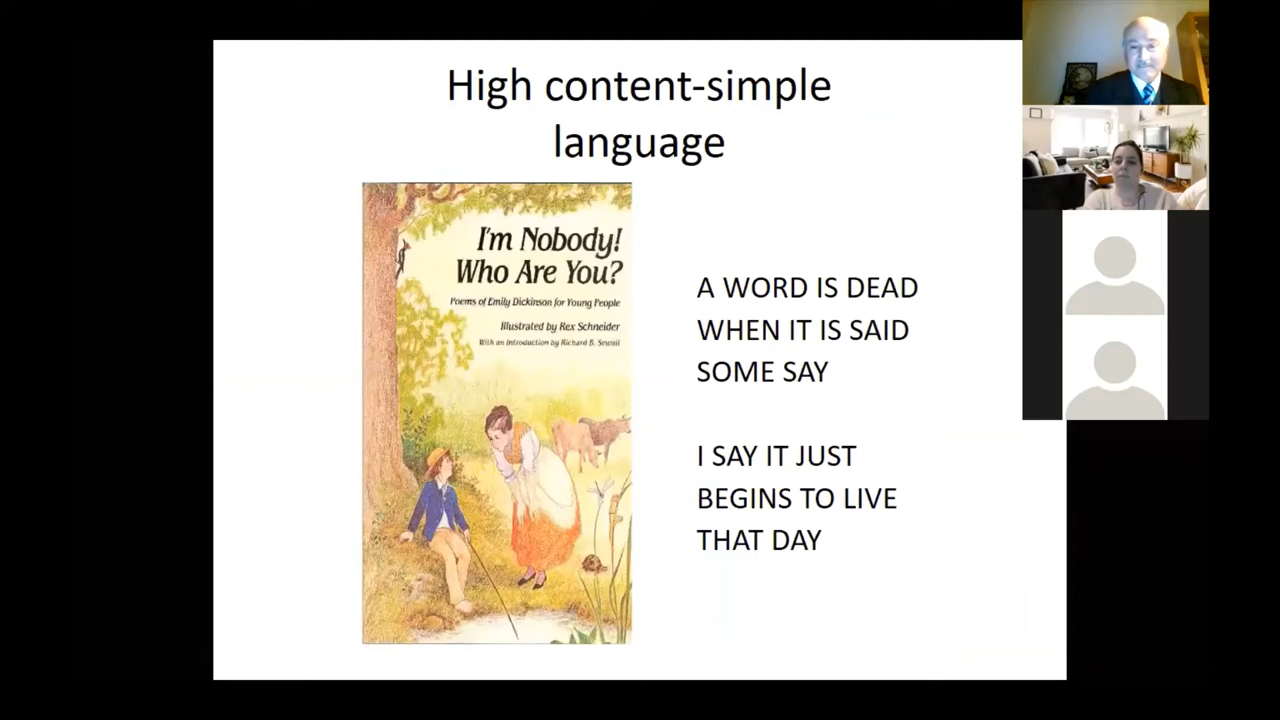 High content-simple
language
I'm Nobody!
Who Are You?
Poems of Emily Dickinson for Young People
Illustrated by Rex Schneider
With an Introduction by Richard B. Sewall
A WORD IS DEAD
WHEN IT IS SAID
SOME SAY
I SAY IT JUST
BEGINS TO LIVE
THAT DAY